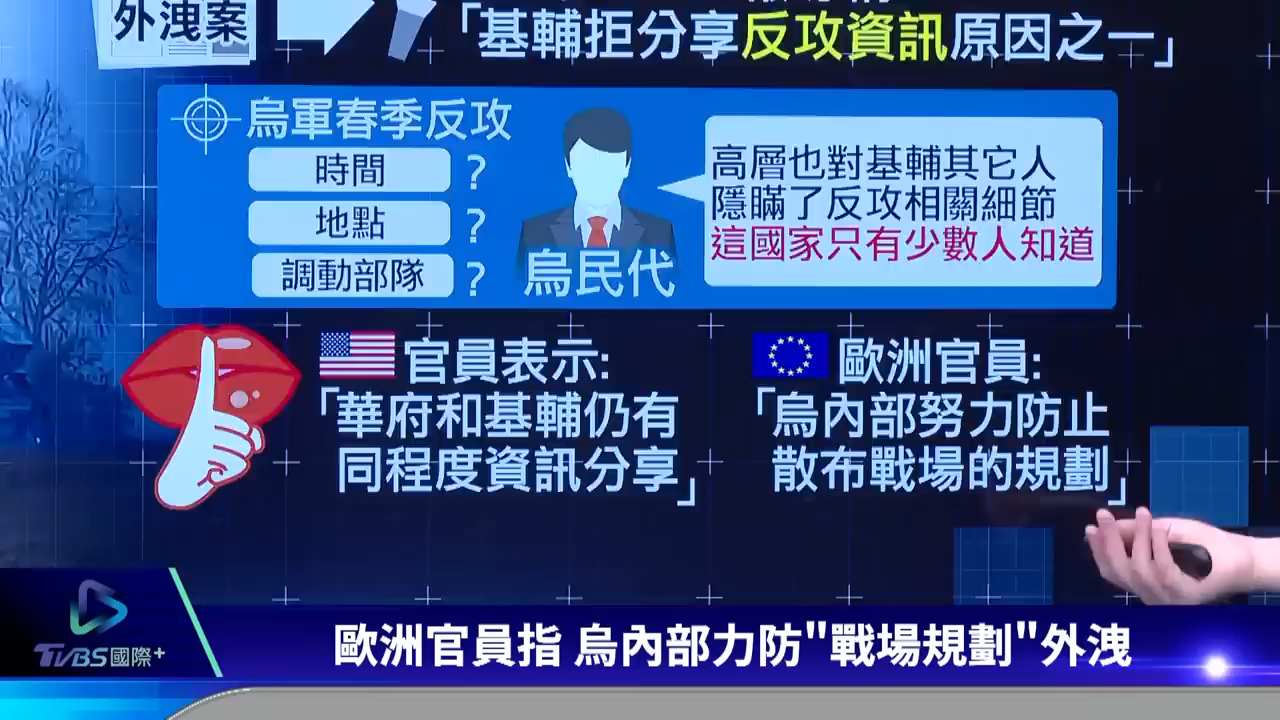 外洩案
「基輔拒分享反攻資訊原因之一」
烏軍春季反攻
時間?
地點?
調動部隊?
烏民代
高層也對基輔其它人
隱瞞了反攻相關細節
這國家只有少數人知道
官員表示:
「華府和基輔仍有
同程度資訊分享」
歐洲官員:
「烏內部努力防止
散布戰場的規劃」
TVBS國際+
歐洲官員指 烏內部力防"戰場規劃"外洩